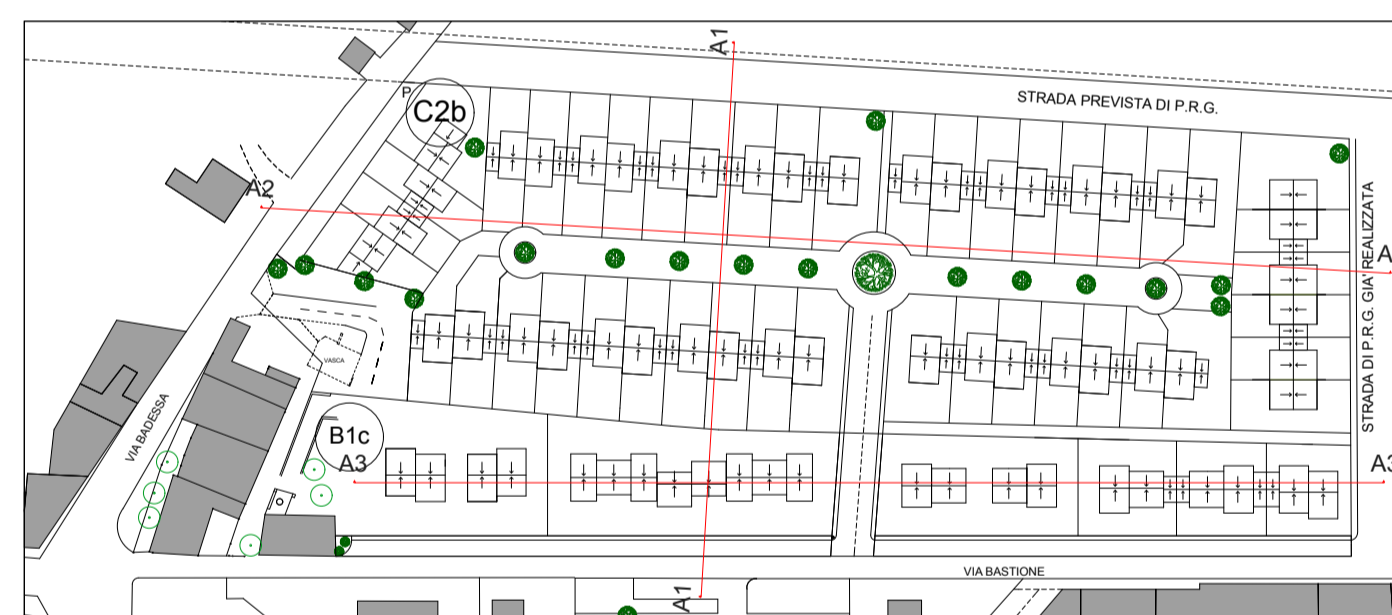 A1
STRADA PREVISTA DI P.R.G.
P
C2b
A2
A
STRADA DI P.R.G. GIA' REALIZZATA
VASCA
VIA BADESSA
B1c
A3
A3
VIA BASTIONE
A1